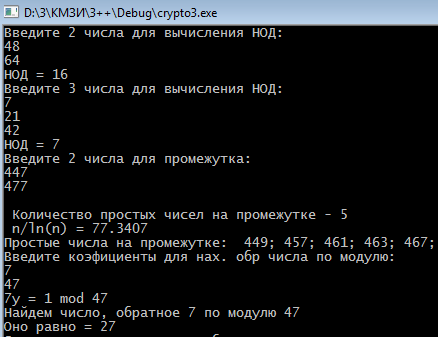 D:\3\КМЗИ\3++\Debug\crypto3.exe
Введите 2 числа для вычисления НОД:
48
64
НОД = 16
Введите 3 числа для вычисления НОД:
7
21
42
НОД = 7
Введите 2 числа для промежутка:
447
477
Количество простых чисел на промежутке - 5
n/ln(n) = 77.3407
Простые числа на промежутке: 449; 457; 461; 463; 467;
Введите коэфициенты для нах. обр числа по модулю:
7
47
7y = 1 mod 47
Найдем число, обратное 7 по модулю 47
Оно равно = 27